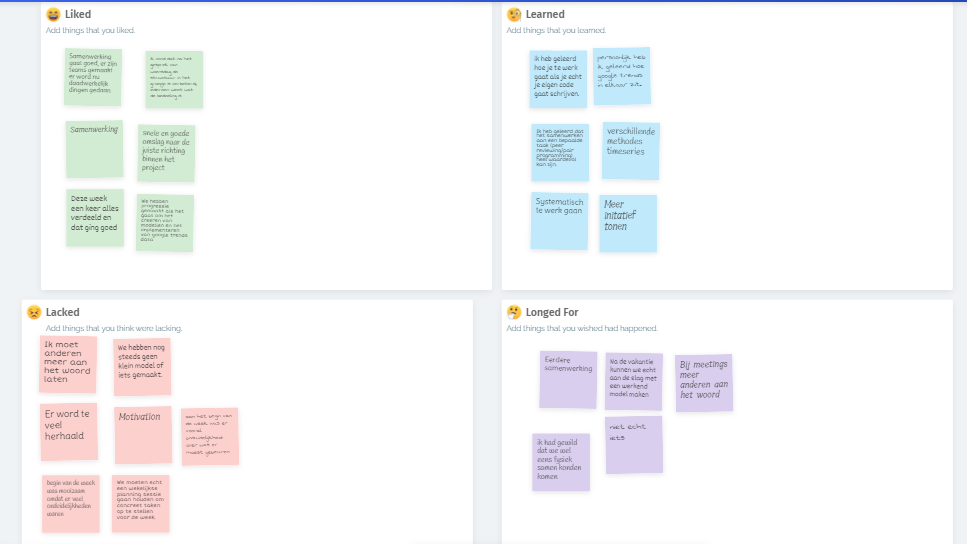 Liked
Add things that you liked.
Samenwerking
gaat goed, er zijn
teams gemaakt
er word nu
daadwerkelijk
dingen gedaan.
Samenwerking
snele en goede
omslag naar de
juiste richting
binnen het
project
Deze week
een keer alles
verdeeld en
dat ging goed
We hebben
progressie
gemaakt als het
gaat om het
creëren van
modellen en het
implementeren
van google trends
data
Learned
Add things that you learned.
ik heb geleerd
hoe je te werk
gaat als je echt
je eigen code
gaat schrijven.
persoonlijk heb
ik geleerd hoe
google trends
in elkaar zit.
Ik heb geleerd dat
het samenwerken
aan een bepaalde
taak (peer
reviewing/pair
programming)
heel waardevol
kan zijn.
verschillende
methodes
timeseries
Systematisch
te werk gaan
Meer
initatief
tonen
Lacked
Add things that you think were lacking.
Ik moet
anderen
meer aan
het woord
laten
We hebben nog
steeds geen
klein model of
iets gemaakt.
Er word te
veel
herhaald
Motivation
aan het begin van
de week was er
vooral
onduidelijkheid
over wat er
moest gebeuren
begin van de week
was moeizaam
omdat er veel
onduidelijkheden
waren
We moeten echt
een wekelijkse
planning sessie
gaan houden om
concreet taken
op te stellen
voor de week
Longed For
Add things that you wished had happened.
Eerdere
samenwerking
Na de vakantie
kunnen we echt
aan de slag met
een werkend
model maken
Bij meetings
meer
anderen aan
het woord
ik had gewild
dat we wel
eens fysiek
samen konden
komen
niet echt
iets